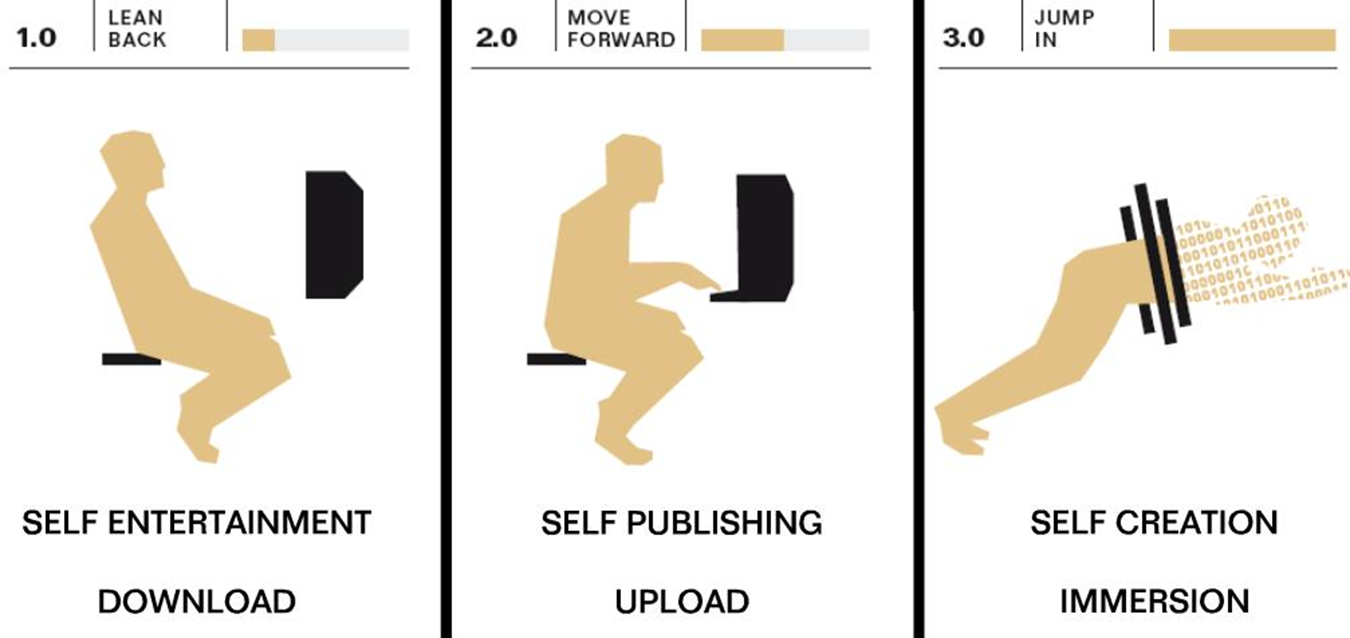 1.0
LEAN
BACK
SELF ENTERTAINMENT
DOWNLOAD
2.0
MOVE
FORWARD
SELF PUBLISHING
UPLOAD
3.0
JUMP
IN
SELF CREATION
IMMERSION